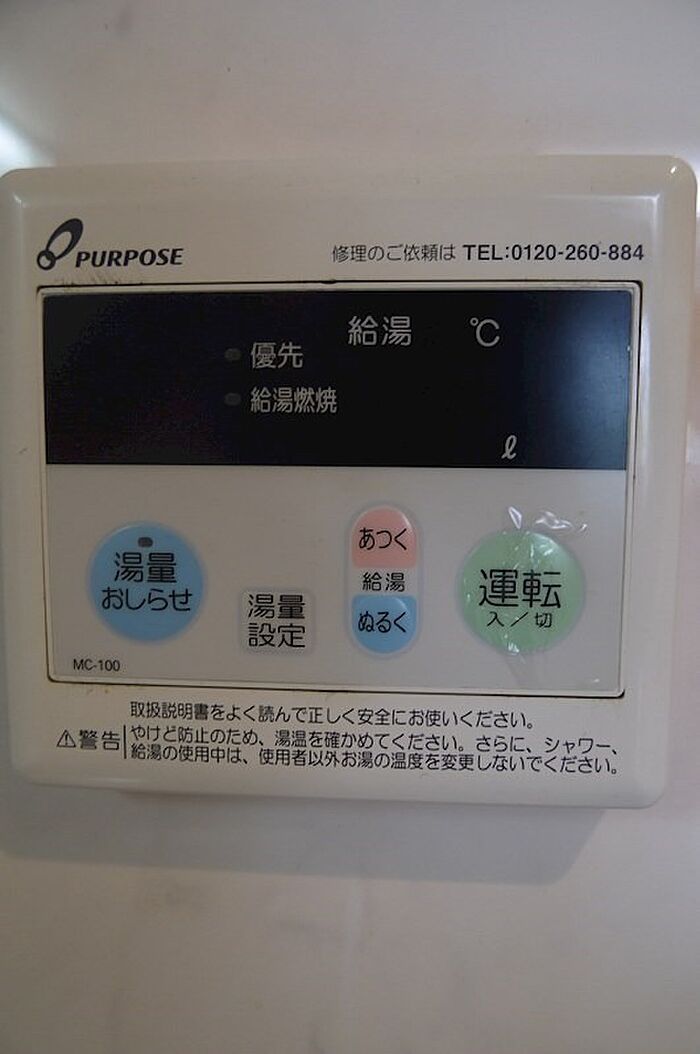 PURPOSE
修理のご依頼は TEL:0120-260-884
給湯 ℃
優先
給湯燃焼
ℓ
湯量
おしらせ
湯量
設定
あつく
給湯
ぬるく
運転
入/切
MC-100
取扱説明書をよく読んで正しく安全にお使いください。
⚠警告
やけど防止のため、湯温を確かめてください。さらに、シャワー、
給湯の使用中は、使用者以外お湯の温度を変更しないでください。